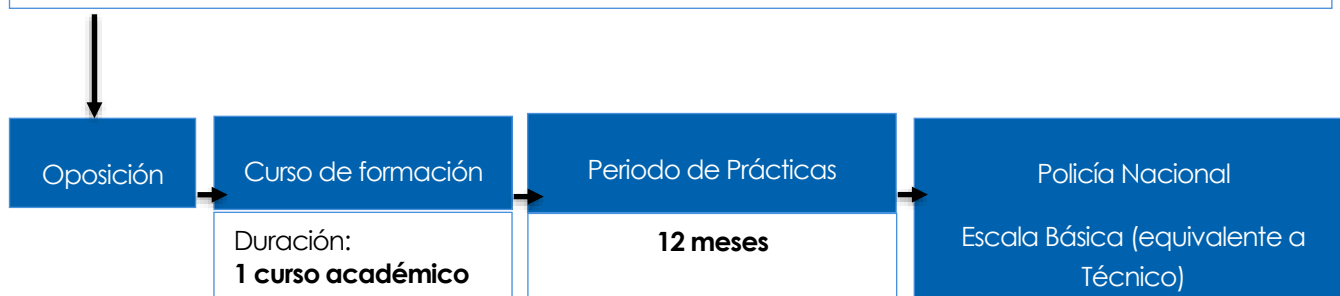 Oposición
Curso de formación
Duración:
1 curso académico
Periodo de Prácticas
12 meses
Policía Nacional
Escala Básica (equivalente a
Técnico)